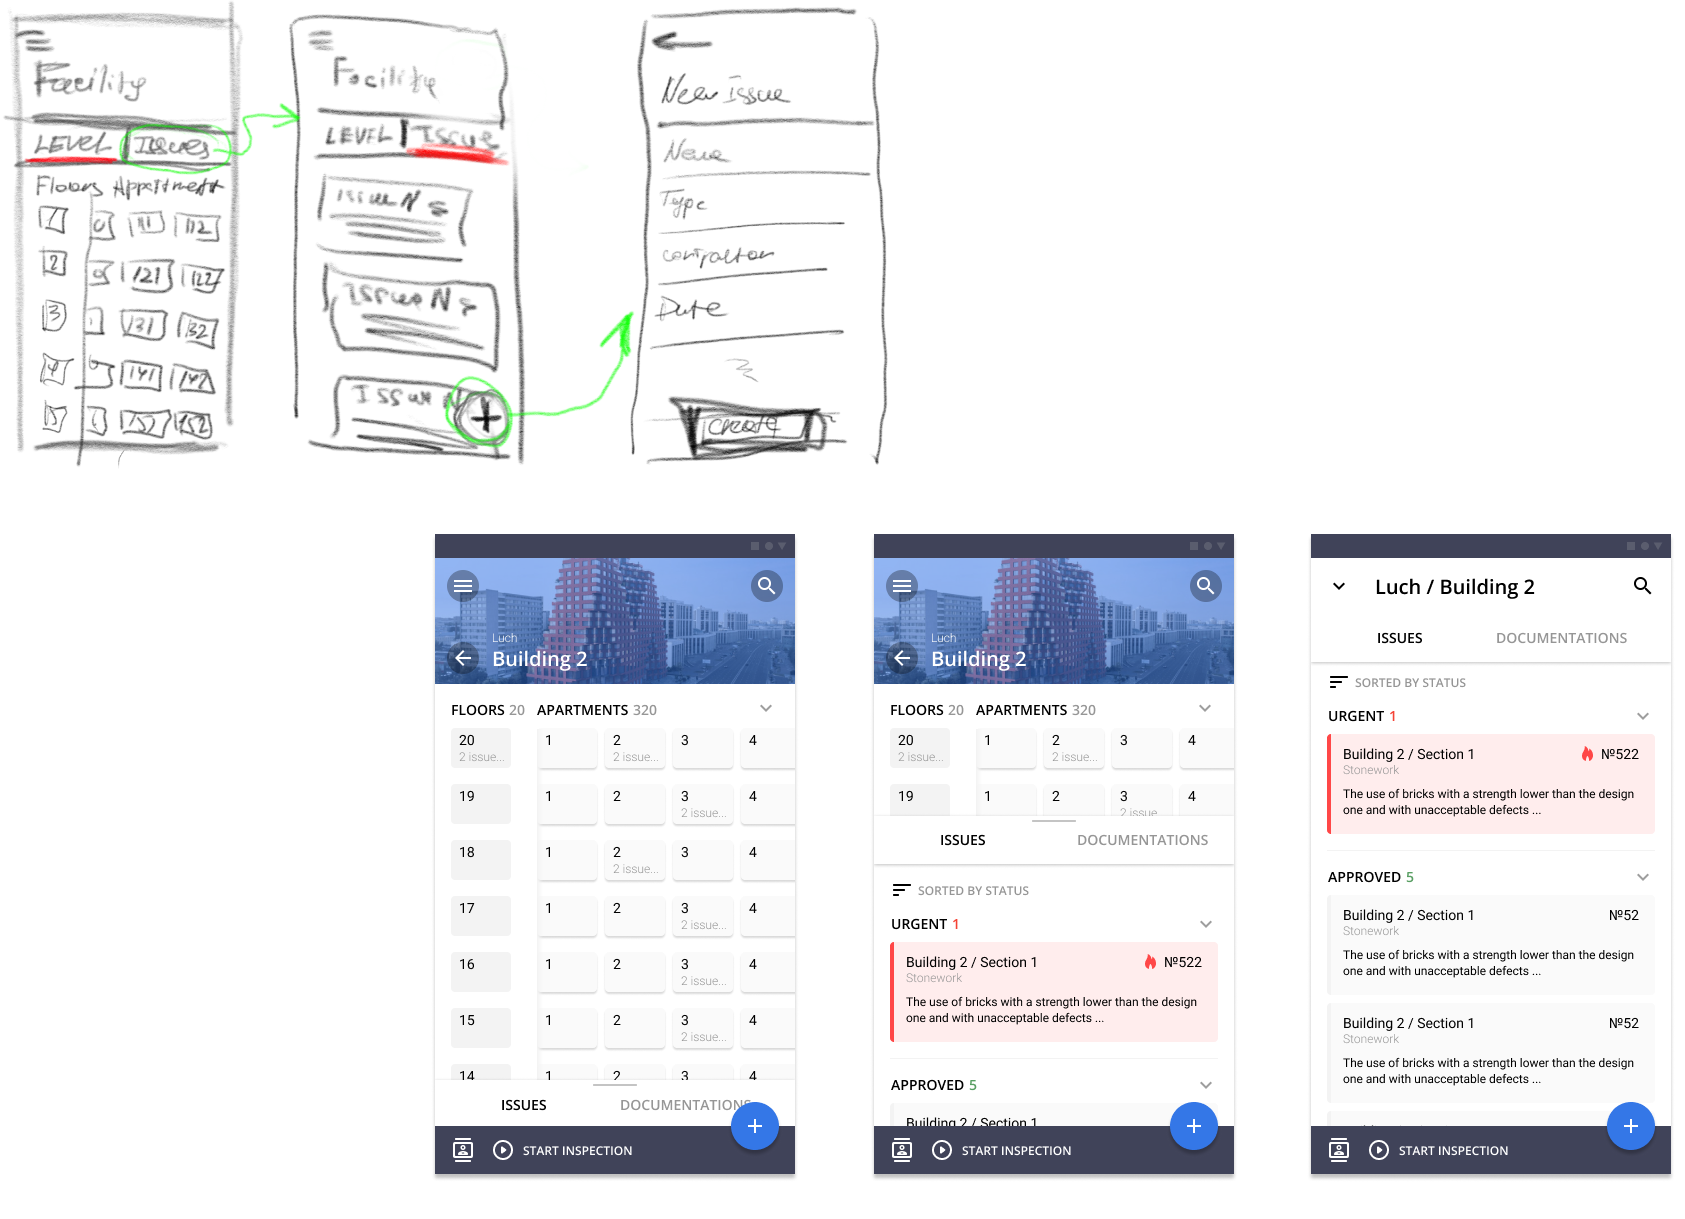 Facility
LEVEL Issues
Floors Appartment
1 111 112
2 121 122
3 131 132
4 141 142
5 152 152
Facility
LEVEL Issue
Issue N
Issue N
Issue N
+
New Issue
Name
Type
Date
Create
Luch
Building 2
FLOORS 20 APARTMENTS 320
20 1 2 3 4
2 issue... 2 issue...
19 1 2 3 4
2 issue...
18 1 2 3 4
2 issue...
17 1 2 3 4
2 issue...
16 1 2 3 4
2 issue...
15 1 2 3 4
2 issue...
14 1 2 3 4
ISSUES DOCUMENTATIONS
START INSPECTION
Luch
Building 2
FLOORS 20 APARTMENTS 320
20 1 2 3 4
2 issue... 2 issue...
19 1 2 3 4
2 issue
ISSUES DOCUMENTATIONS
SORTED BY STATUS
URGENT 1
Building 2 / Section 1 №522
Stonework
The use of bricks with a strength lower than the design
one and with unacceptable defects ...
APPROVED 5
Building 2 / Section 1
START INSPECTION
Luch / Building 2
ISSUES DOCUMENTATIONS
SORTED BY STATUS
URGENT 1
Building 2 / Section 1 №522
Stonework
The use of bricks with a strength lower than the design
one and with unacceptable defects ...
APPROVED 5
Building 2 / Section 1 №52
Stonework
The use of bricks with a strength lower than the design
one and with unacceptable defects ...
Building 2 / Section 1 №52
Stonework
The use of bricks with a strength lower than the design
one and with unacceptable defects ...
START INSPECTION